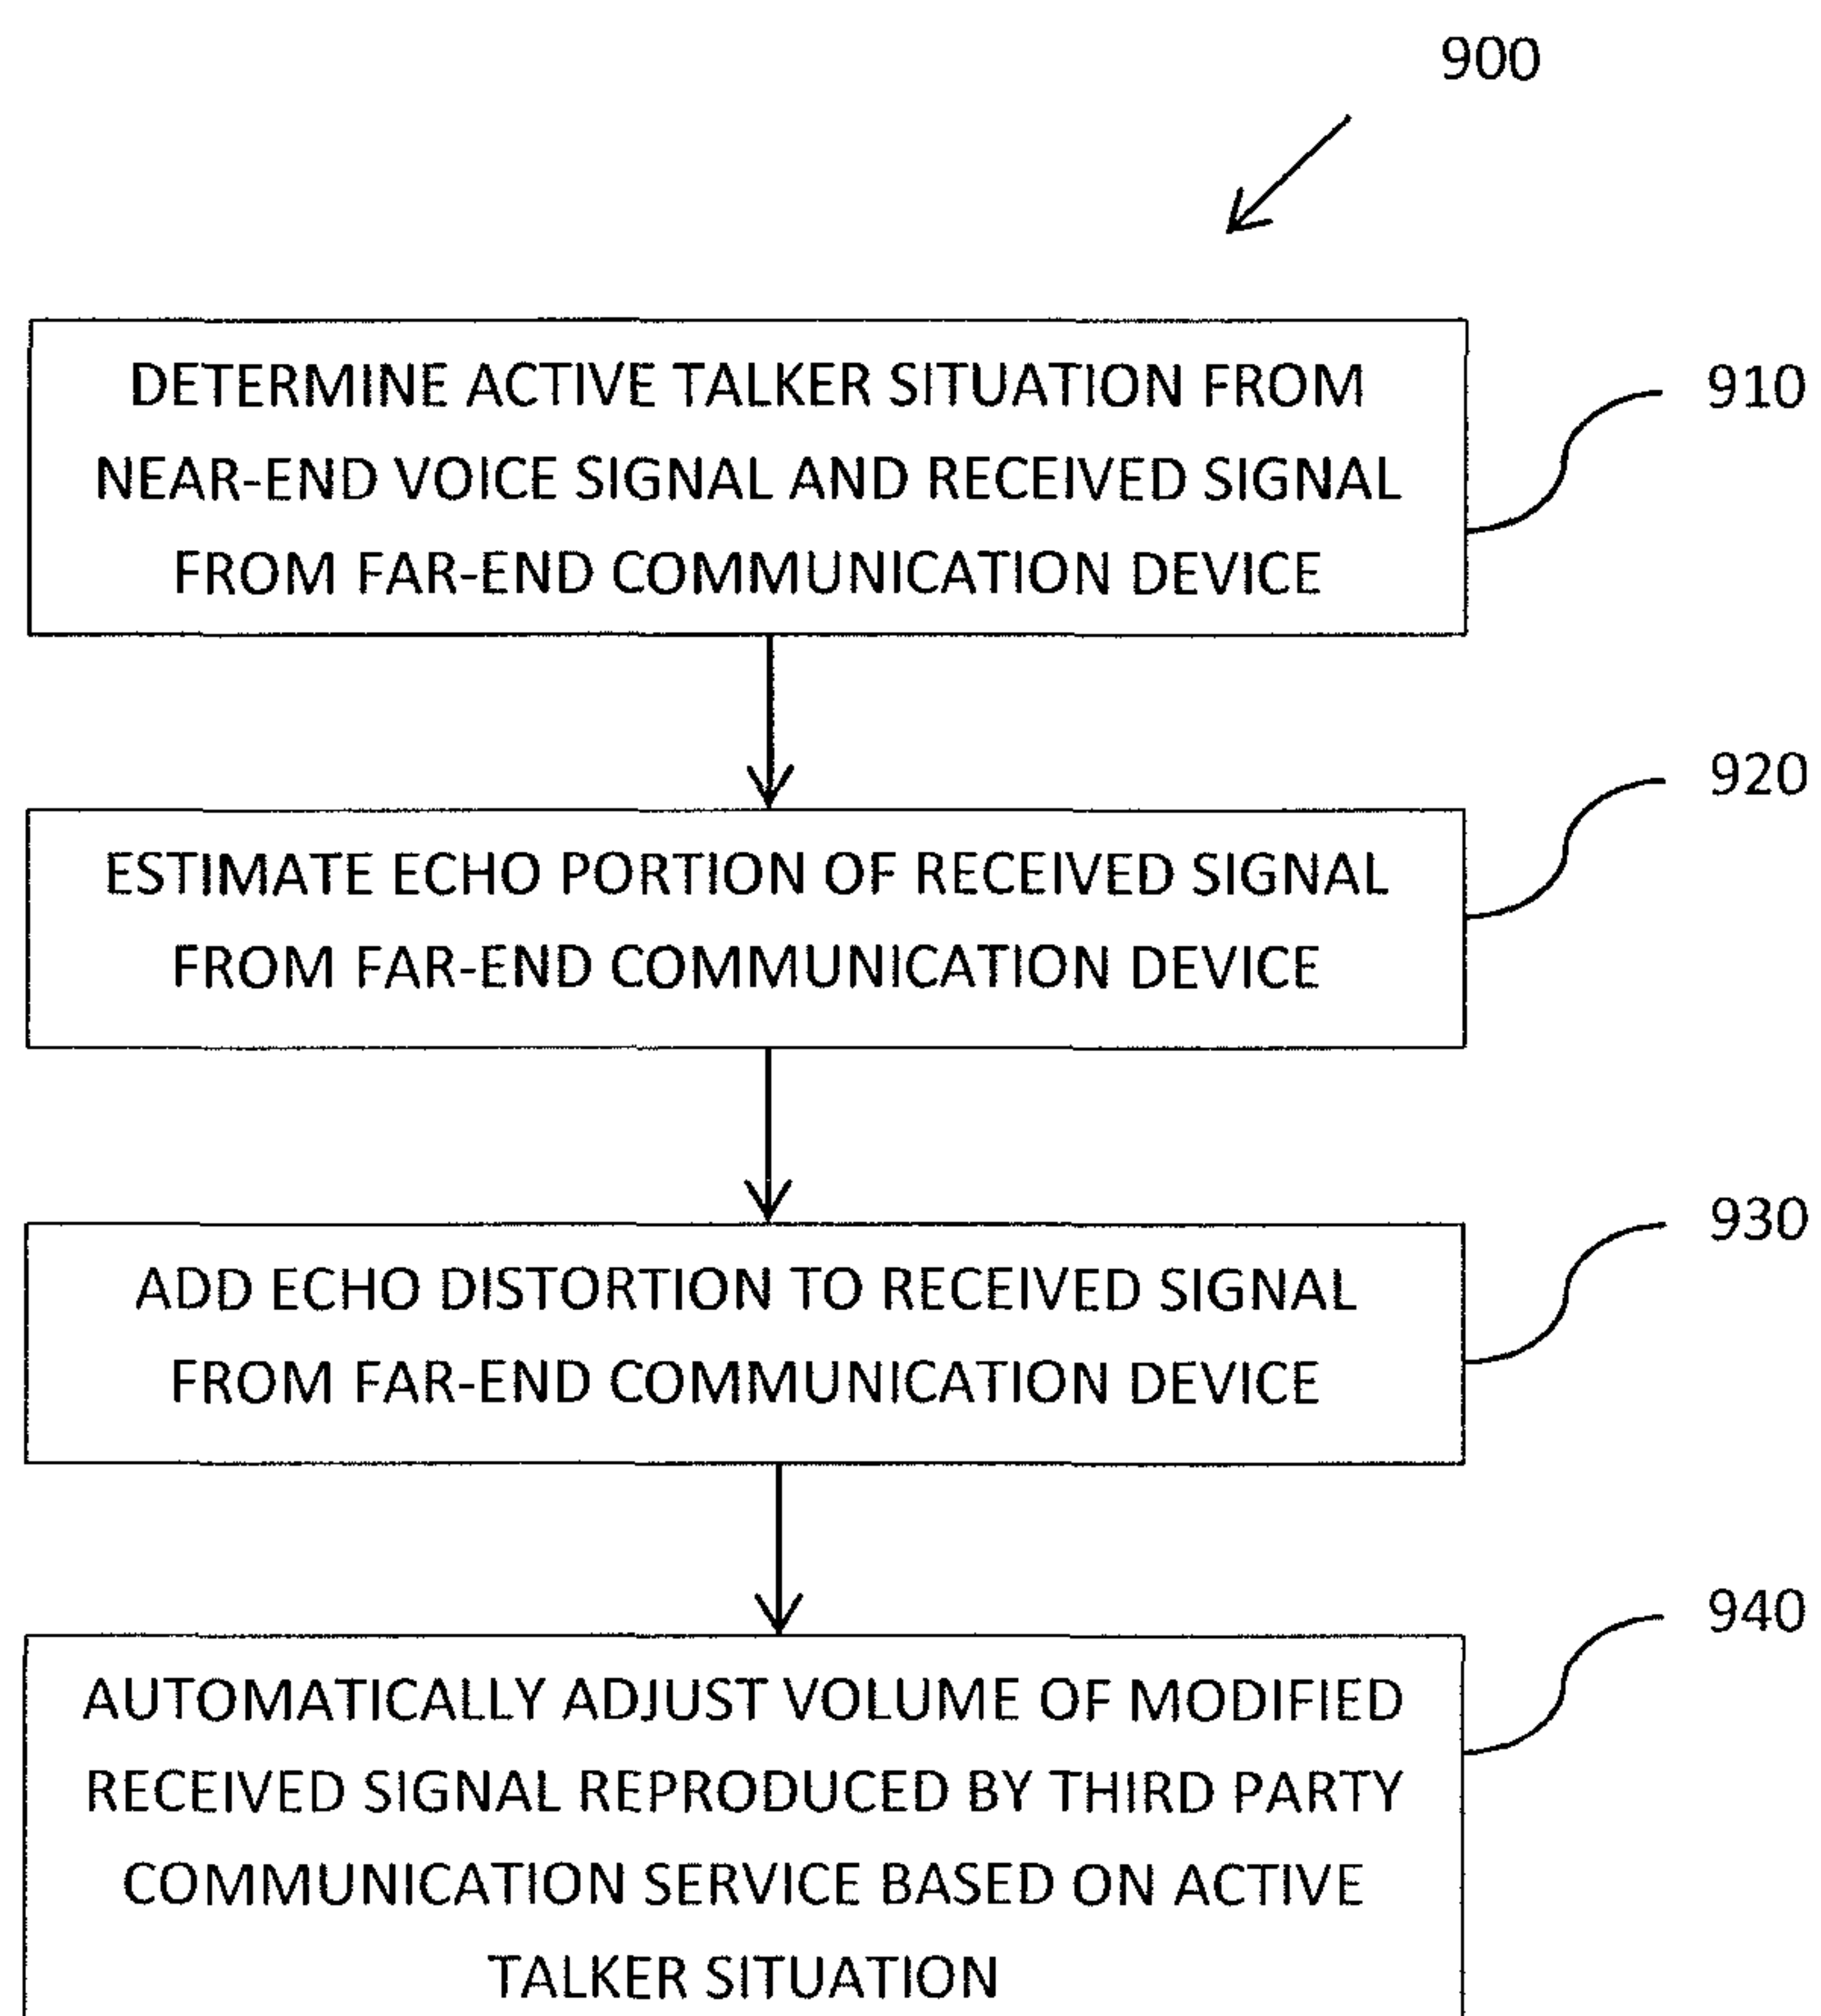 900
DETERMINE ACTIVE TALKER SITUATION FROM
NEAR-END VOICE SIGNAL AND RECEIVED SIGNAL
FROM FAR-END COMMUNICATION DEVICE
910
ESTIMATE ECHO PORTION OF RECEIVED SIGNAL
FROM FAR-END COMMUNICATION DEVICE
920
ADD ECHO DISTORTION TO RECEIVED SIGNAL
FROM FAR-END COMMUNICATION DEVICE
930
AUTOMATICALLY ADJUST VOLUME OF MODIFIED
RECEIVED SIGNAL REPRODUCED BY THIRD PARTY
COMMUNICATION SERVICE BASED ON ACTIVE
TALKER SITUATION
940